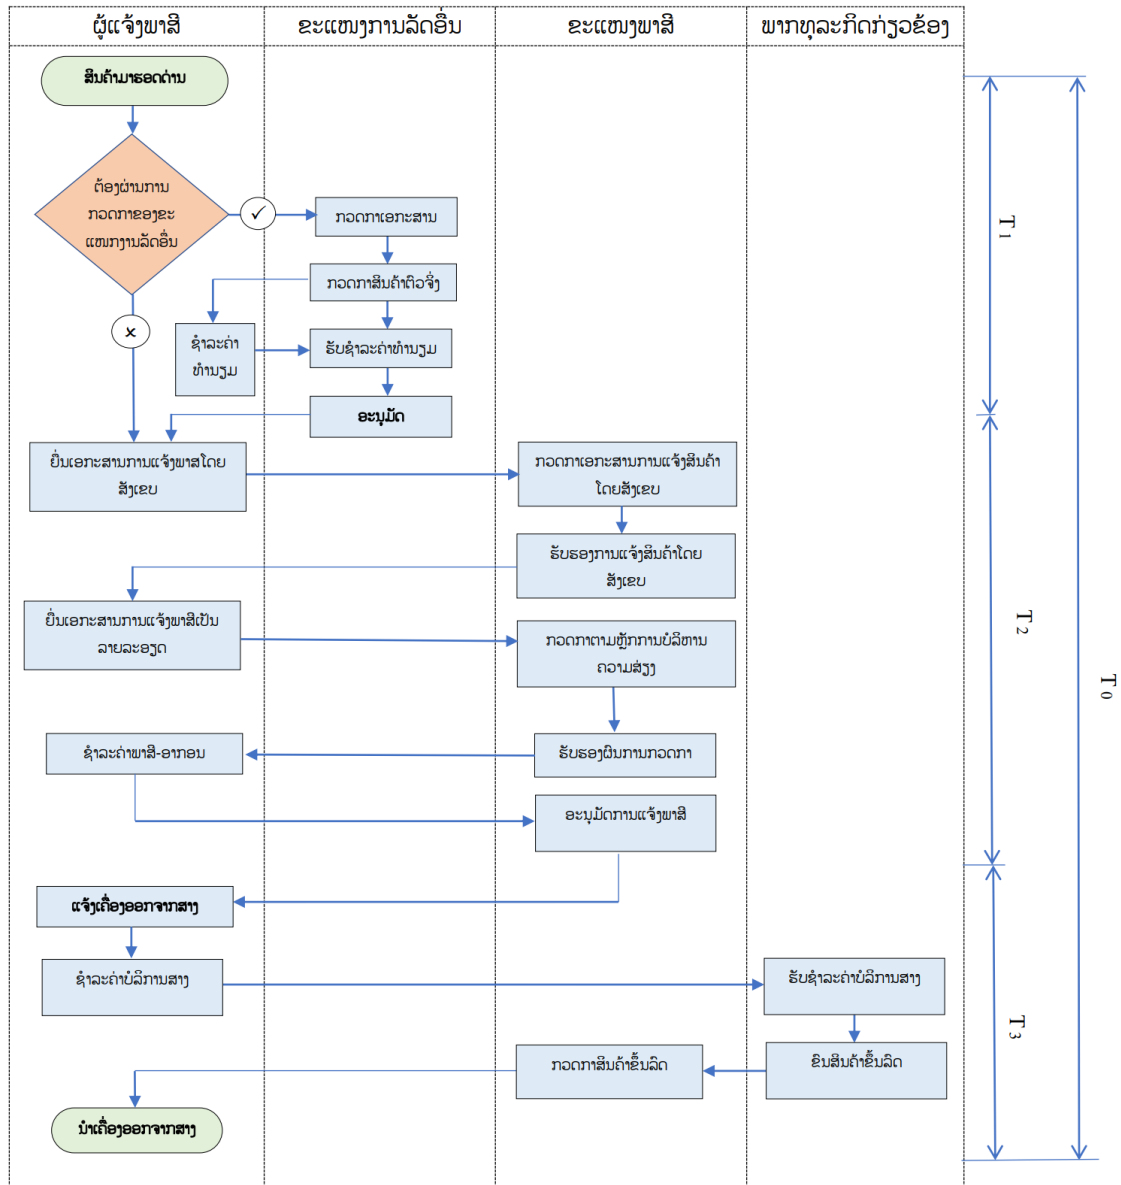 ຜູ້ແຈ້ງພາສີ
ຂະແໜງການລັດອື່ນ
ຂະແໜງພາສີ
ພາກທຸລະກິດກ່ຽວຂ້ອງ
ສິນຄ້າມາຮອດດ່ານ
ຕ້ອງຜ່ານການ
ກວດກາຂອງຂະ
ແໜກງານລັດອື່ນ
✓
ກວດກາເອກະສານ
ກວດກາສິນຄ້າຕົວຈິ່ງ
✗
ຊໍາລະຄ່າ
ທໍານຽມ
ຮັບຊໍາລະຄ່າທໍານຽມ
ອະນຸມັດ
T 1
ຍື່ນເອກະສານການແຈ້ງພາສໂດຍ
ສັງເຂບ
ກວດກາເອກະສານການແຈ້ງສິນຄ້າ
ໂດຍສັງເຂບ
ຮັບຮອງການແຈ້ງສິນຄ້າໂດຍ
ສັງເຂບ
ຍື່ນເອກະສານການແຈ້ງພາສີເປັນ
ລາຍລະອຽດ
ກວດກາຕາມຫຼັກການບໍລິຫານ
ຄວາມສ່ຽງ
T 2
T 0
ຊໍາລະຄ່າພາສີ-ອາກອນ
ຮັບຮອງຜົນການກວດກາ
ອະນຸມັດການແຈ້ງພາສີ
ແຈ້ງເຄື່ອງອອກຈາກສາງ
ຊໍາລະຄ່າບໍລິການສາງ
ຮັບຊໍາລະຄ່າບໍລິການສາງ
T 3
ກວດກາສິນຄ້າຂຶ້ນລົດ
ຂົນສິນຄ້າຂຶ້ນລົດ
ນໍາເຄື່ອງອອກຈາກສາງ